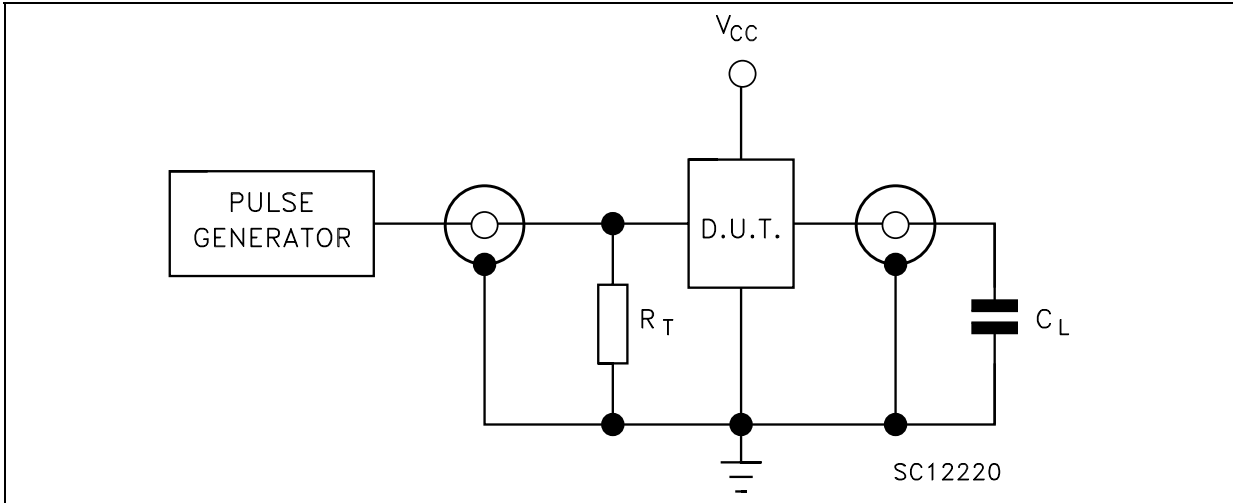 VCC
PULSE
GENERATOR
D.U.T.
RT
CL
SC12220